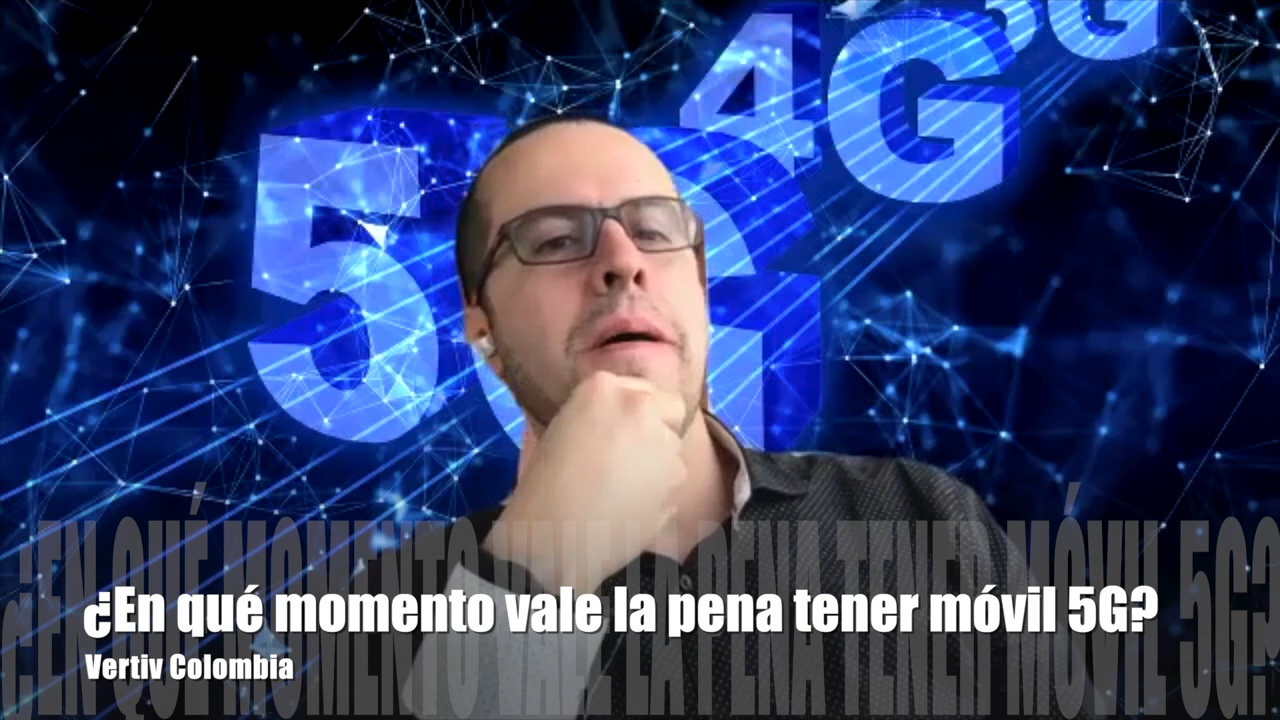 3G
4G
5G
¿EN QUÉ MOMENTO VALE LA PENA TENER MÓVIL 5G?
¿En qué momento vale la pena tener móvil 5G?
Vertiv Colombia